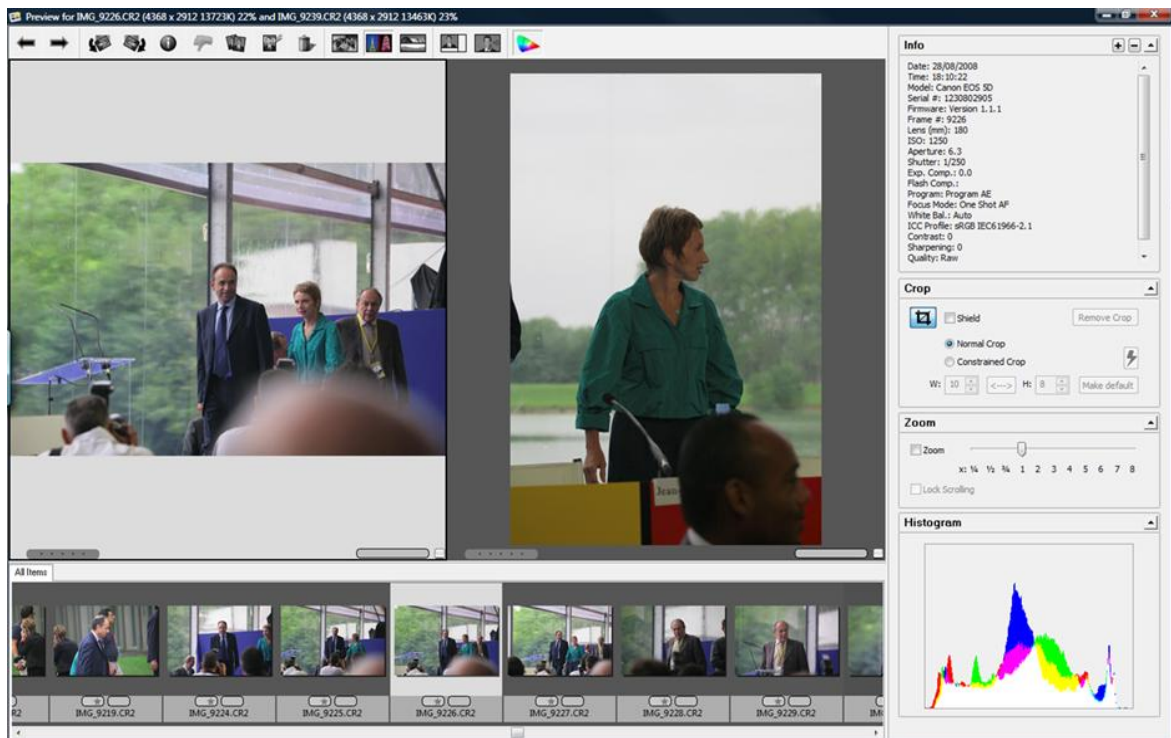 Preview for IMG_9226.CR2 (4368 x 2912 13723K) 22% and IMG_9239.CR2 (4368 x 2912 13463K) 23%
Info
Date: 28/08/2008
Time: 18:10:22
Model: Canon EOS 5D
Serial #: 1230802905
Firmware: Version 1.1.1
Frame #: 9226
Lens (mm): 180
ISO: 1250
Aperture: 6.3
Shutter: 1/250
Exp. Comp.: 0.0
Flash Comp.:
Program: Program AE
Focus Mode: One Shot AF
White Bal.: Auto
ICC Profile: sRGB IEC61966-2.1
Contrast: 0
Sharpening: 0
Quality: Raw
Crop
Shield Remove Crop
Normal Crop
Constrained Crop
W: 10 <---> H: 8 Make default
Zoom
Zoom
x: ¼ ½ ¾ 1 2 3 4 5 6 7 8
Lock Scrolling
Histogram
Jean-
All Items
R2 IMG_9219.CR2 IMG_9224.CR2 IMG_9225.CR2 IMG_9226.CR2 IMG_9227.CR2 IMG_9228.CR2 IMG_9229.CR2 IM